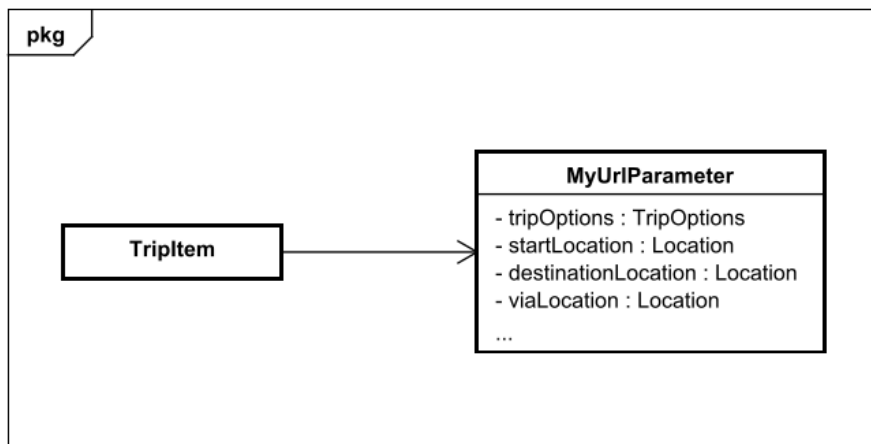 pkg
TripItem
MyUrlParameter
- tripOptions : TripOptions
- startLocation : Location
- destinationLocation : Location
- viaLocation : Location
...